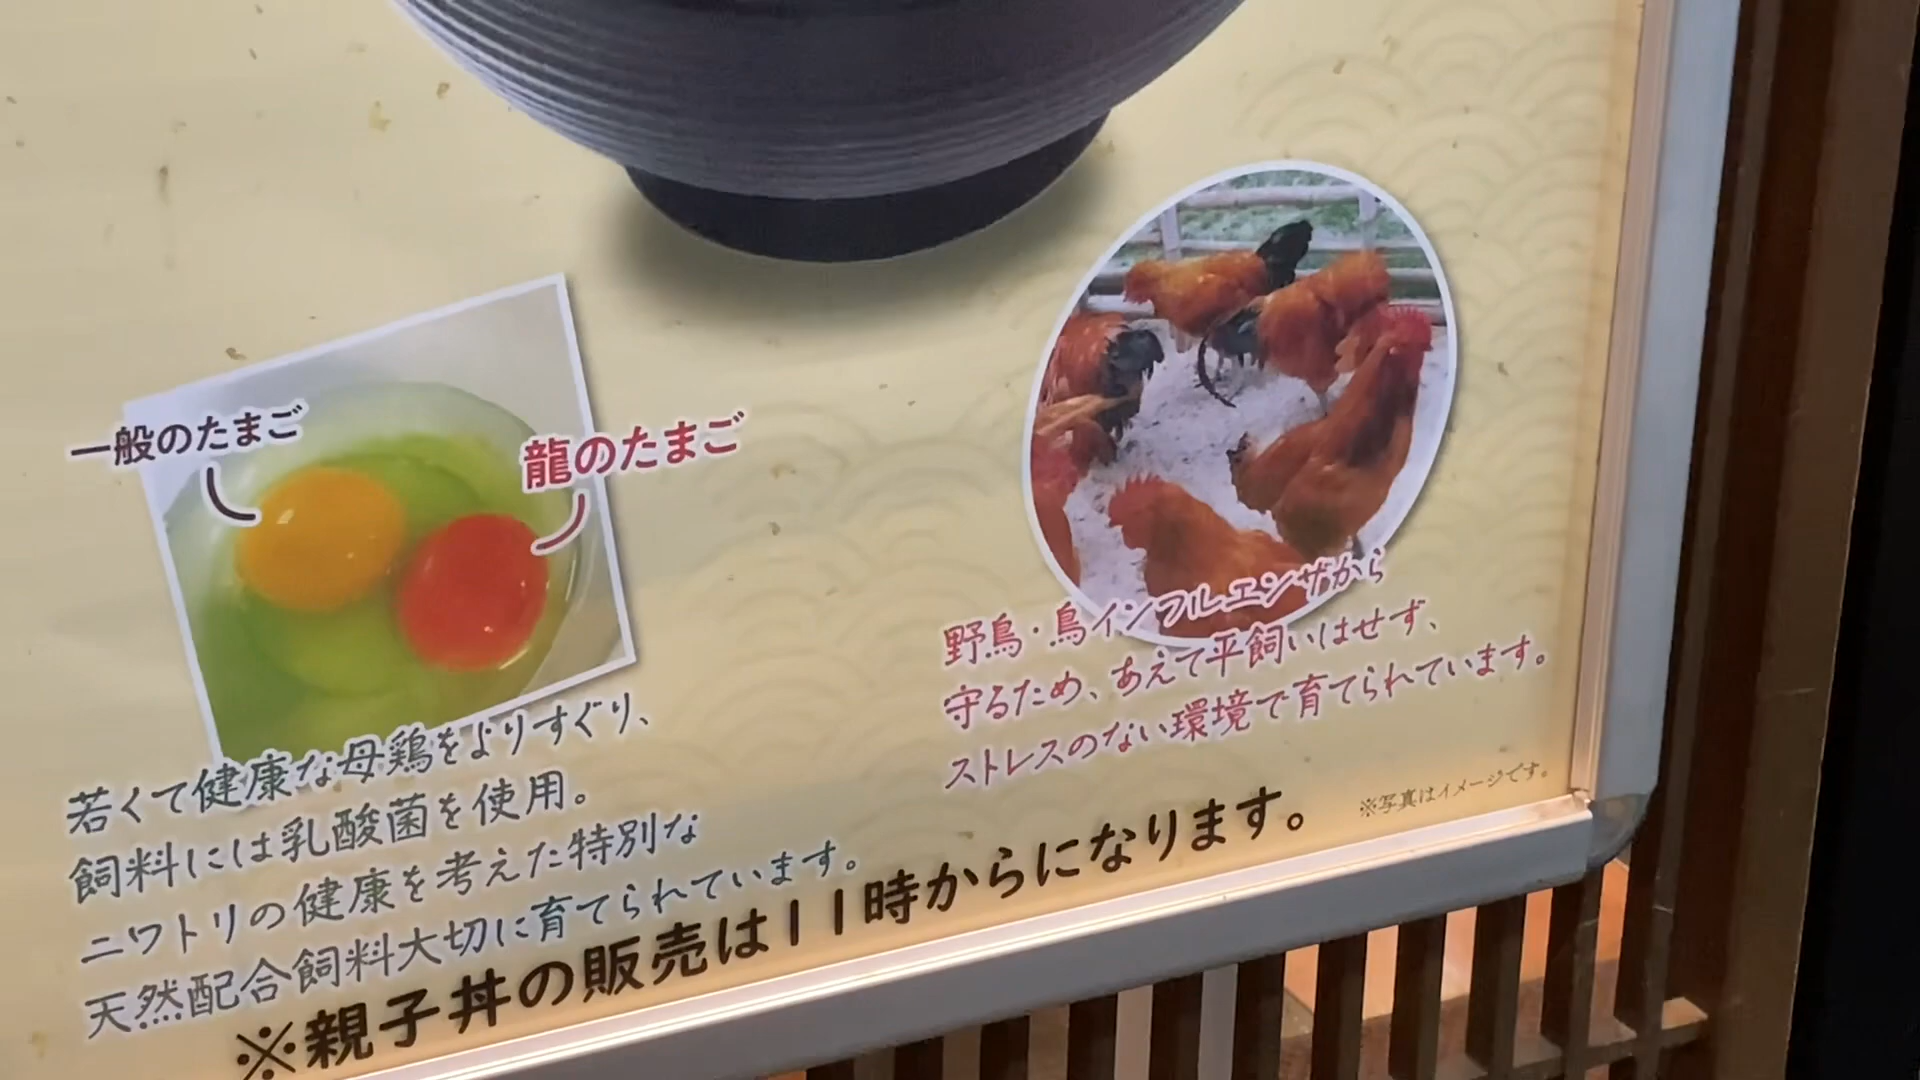 一般のたまご
龍のたまご
若くて健康な母鶏をよりすぐり、
飼料には乳酸菌を使用。
ニワトリの健康を考えた特別な
天然配合飼料大切に育てられています。
野鳥・鳥インフルエンザから
守るため、あえて平飼いはせず、
ストレスのない環境で育てられています。
※写真はイメージです。
※親子丼の販売は11時からになります。